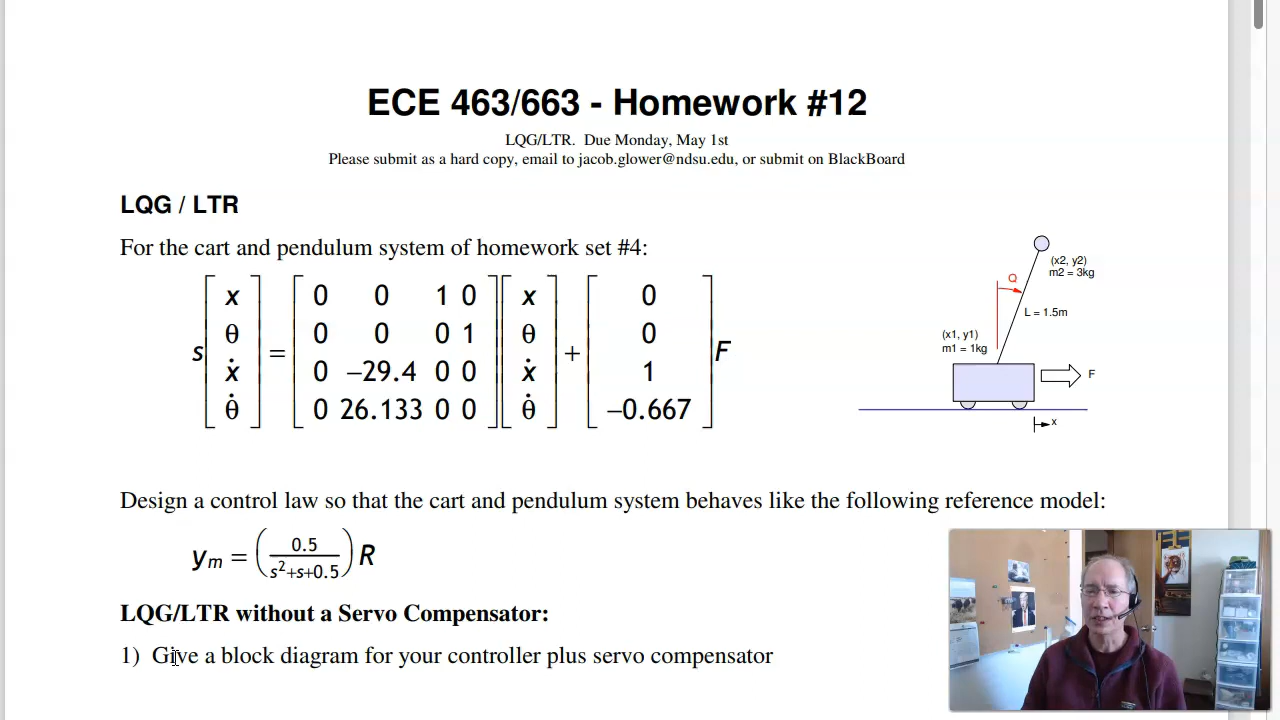 ECE 463/663 - Homework #12
LQG/LTR. Due Monday, May 1st
Please submit as a hard copy, email to jacob.glower@ndsu.edu, or submit on BlackBoard
LQG / LTR
For the cart and pendulum system of homework set #4:
s [x θ ẋ θ̇] = [0 0 1 0; 0 0 0 1; 0 −29.4 0 0; 0 26.133 0 0] [x θ ẋ θ̇] + [0 0 1 −0.667] F
Q
(x2, y2)
m2 = 3kg
L = 1.5m
(x1, y1)
m1 = 1kg
F
x
Design a control law so that the cart and pendulum system behaves like the following reference model:
ym = (0.5 / s²+s+0.5) R
LQG/LTR without a Servo Compensator:
1) Give a block diagram for your controller plus servo compensator